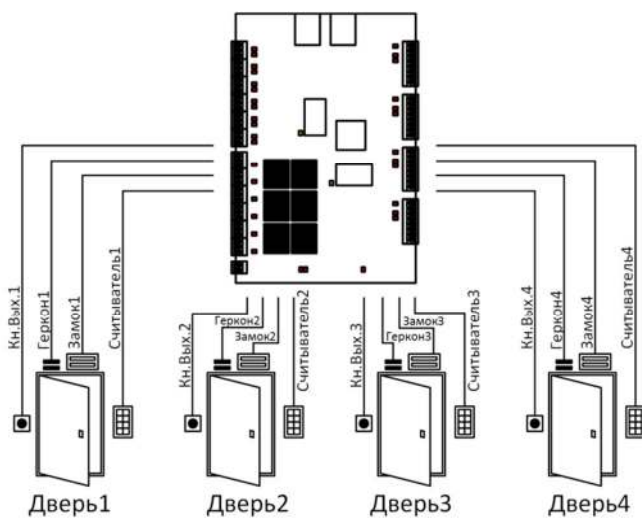 Кн.Вых.1
Геркон1
Замок1
Считыватель1
Кн.Вых.2
Геркон2
Замок2
Считыватель2
Кн.Вых.3
Геркон3
Замок3
Считыватель3
Кн.Вых.4
Геркон4
Замок4
Считыватель4
Дверь1
Дверь2
Дверь3
Дверь4